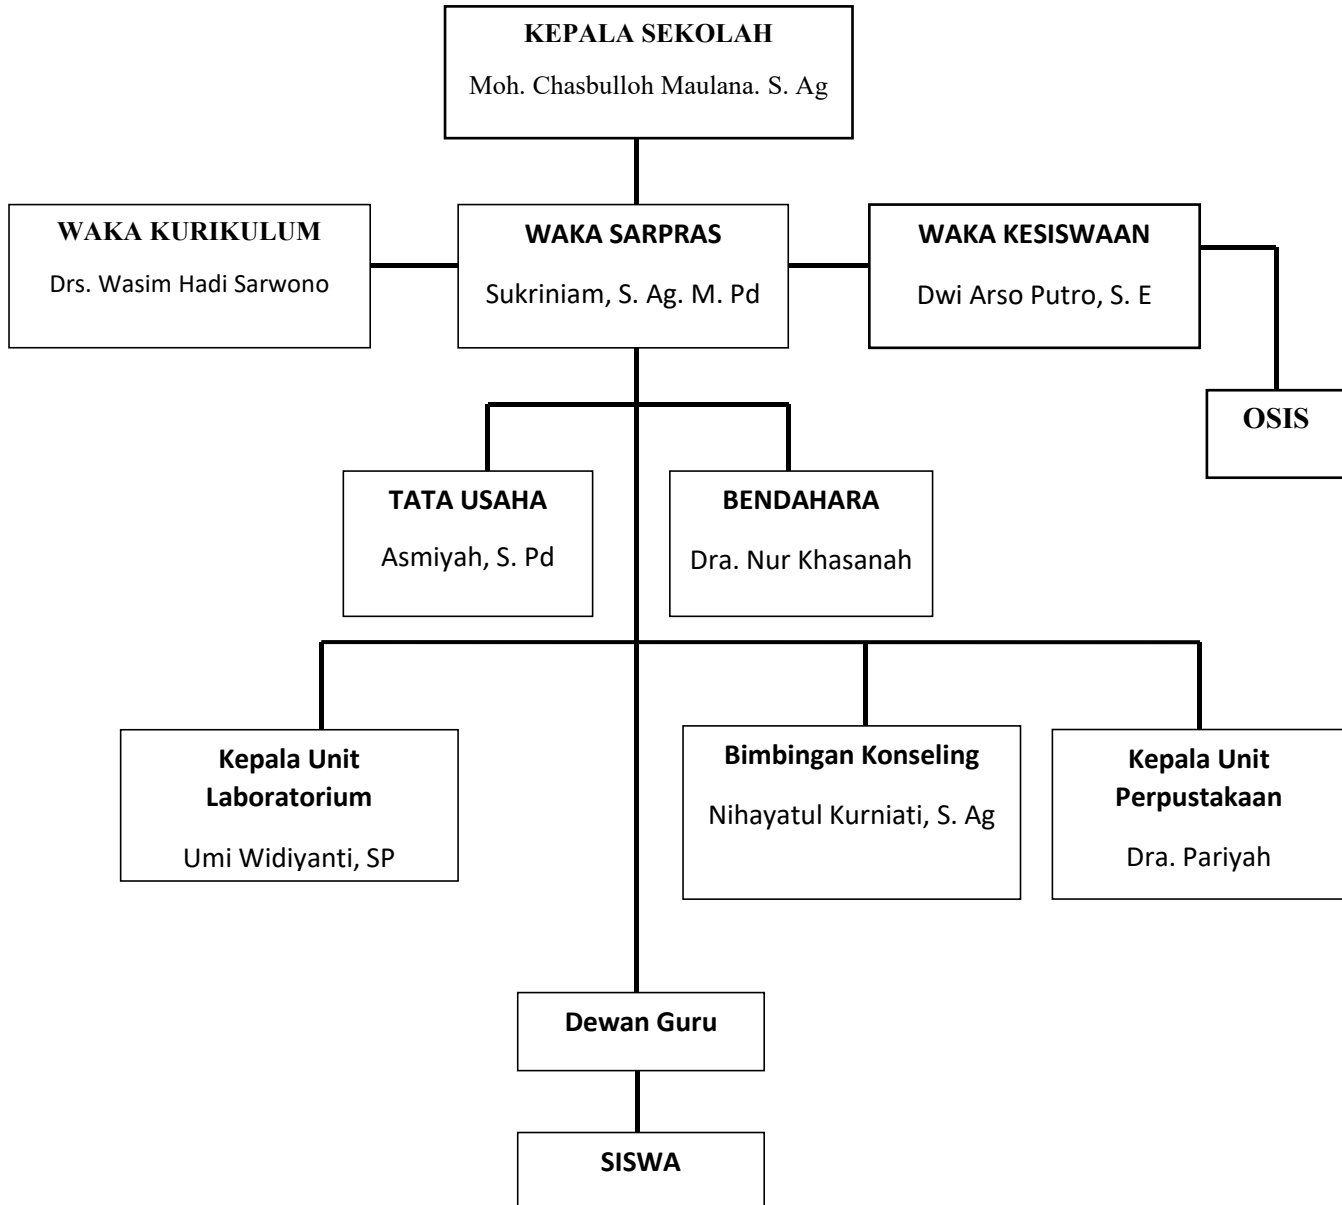 KEPALA SEKOLAH
Moh. Chasbulloh Maulana. S. Ag
WAKA KURIKULUM
Drs. Wasim Hadi Sarwono
WAKA SARPRAS
Sukriniam, S. Ag. M. Pd
WAKA KESISWAAN
Dwi Arso Putro, S. E
OSIS
TATA USAHA
Asmiyah, S. Pd
BENDAHARA
Dra. Nur Khasanah
Kepala Unit
Laboratorium
Umi Widiyanti, SP
Bimbingan Konseling
Nihayatul Kurniati, S. Ag
Kepala Unit
Perpustakaan
Dra. Pariyah
Dewan Guru
SISWA